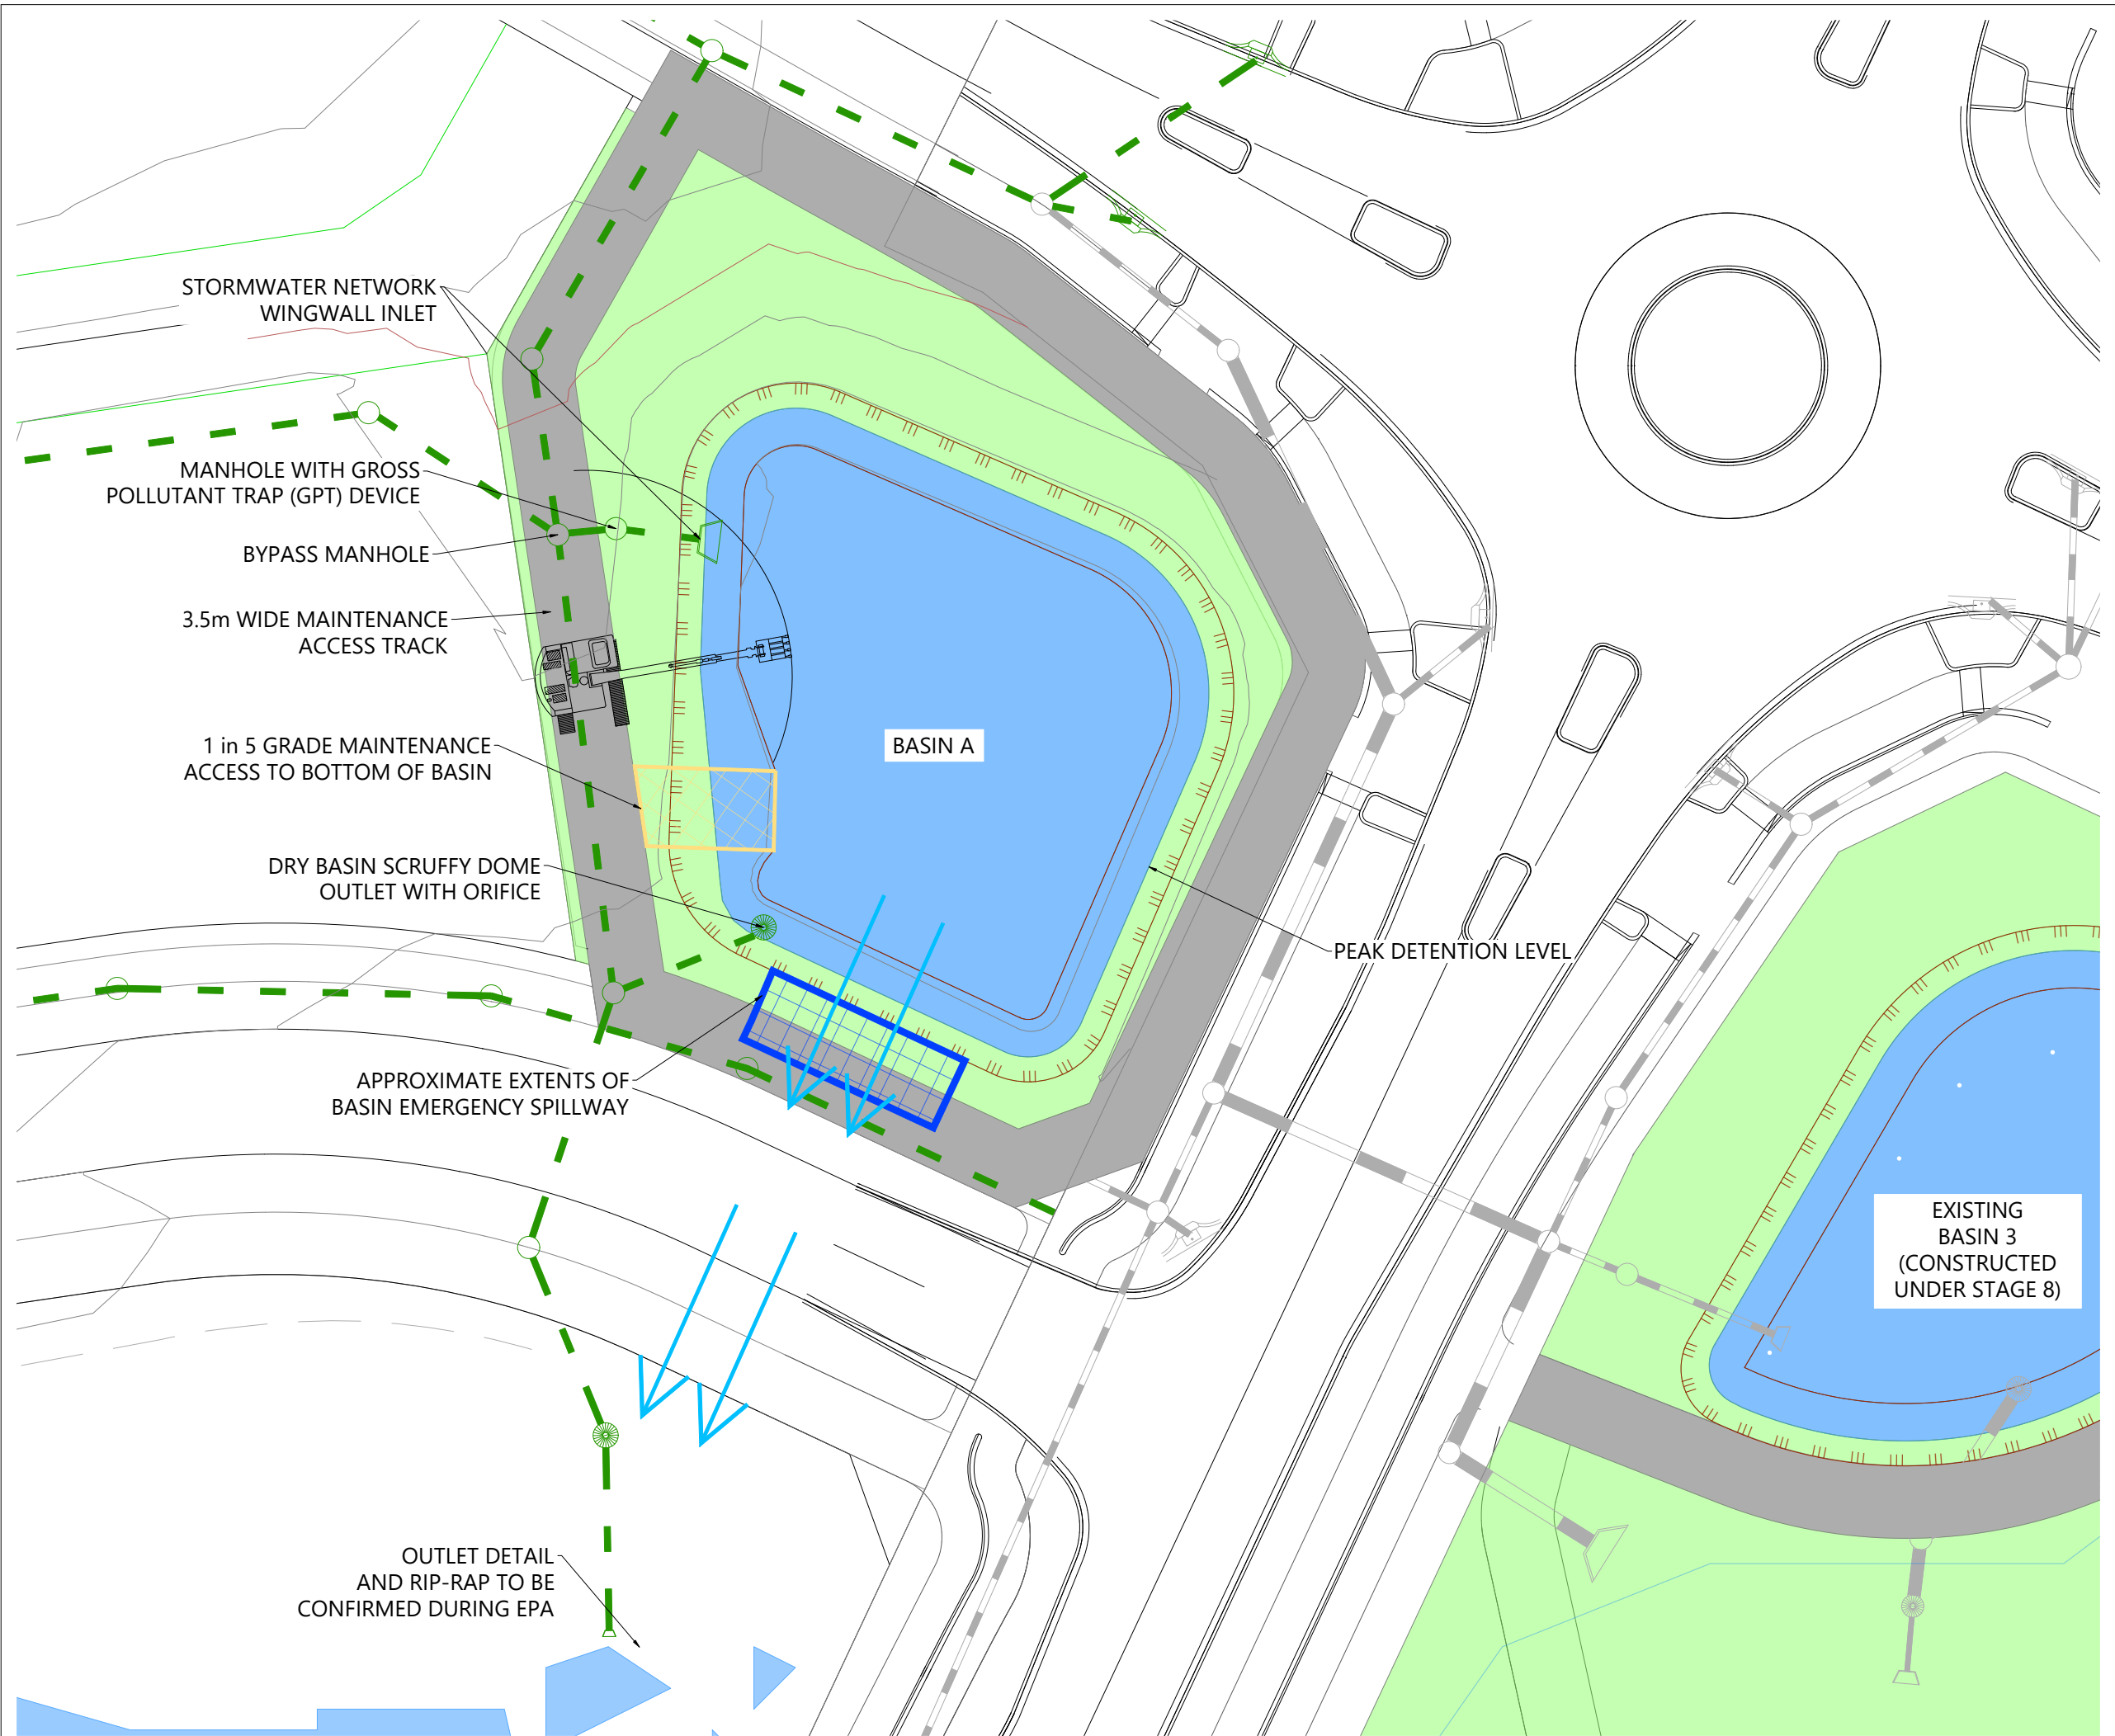 STORMWATER NETWORK
WINGWALL INLET
MANHOLE WITH GROSS
POLLUTANT TRAP (GPT) DEVICE
BYPASS MANHOLE
3.5m WIDE MAINTENANCE
ACCESS TRACK
1 in 5 GRADE MAINTENANCE
ACCESS TO BOTTOM OF BASIN
BASIN A
DRY BASIN SCRUFFY DOME
OUTLET WITH ORIFICE
PEAK DETENTION LEVEL
APPROXIMATE EXTENTS OF
BASIN EMERGENCY SPILLWAY
EXISTING
BASIN 3
(CONSTRUCTED
UNDER STAGE 8)
OUTLET DETAIL
AND RIP-RAP TO BE
CONFIRMED DURING EPA